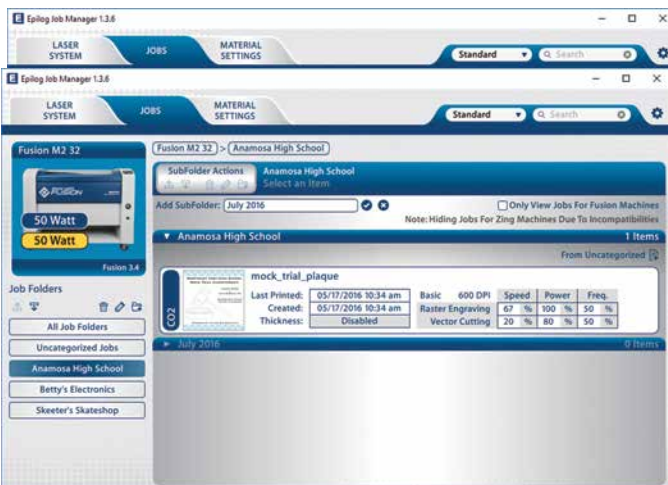 Epilog Job Manager 1.3.6
LASER SYSTEM
JOBS
MATERIAL SETTINGS
Standard
Search
Epilog Job Manager 1.3.6
LASER SYSTEM
JOBS
MATERIAL SETTINGS
Standard
Search
Fusion M2 32
FUSION
50 Watt
50 Watt
Fusion 3.4
Job Folders
All Job Folders
Uncategorized Jobs
Anamosa High School
Betty's Electronics
Skeeter's Skateshop
Fusion M2 32 > Anamosa High School
SubFolder Actions
Anamosa High School
Select an Item
Add SubFolder: July 2016
Only View Jobs For Fusion Machines
Note: Hiding Jobs For Zing Machines Due To Incompatibilities
Anamosa High School 1 Items
From Uncategorized
CO2
mock_trial_plaque
Last Printed: 05/17/2016 10:34 am
Created: 05/17/2016 10:34 am
Thickness: Disabled
Basic 600 DPI Speed Power Freq.
Raster Engraving 67 % 100 % 50 %
Vector Cutting 20 % 80 % 50 %
July 2016 0 Items